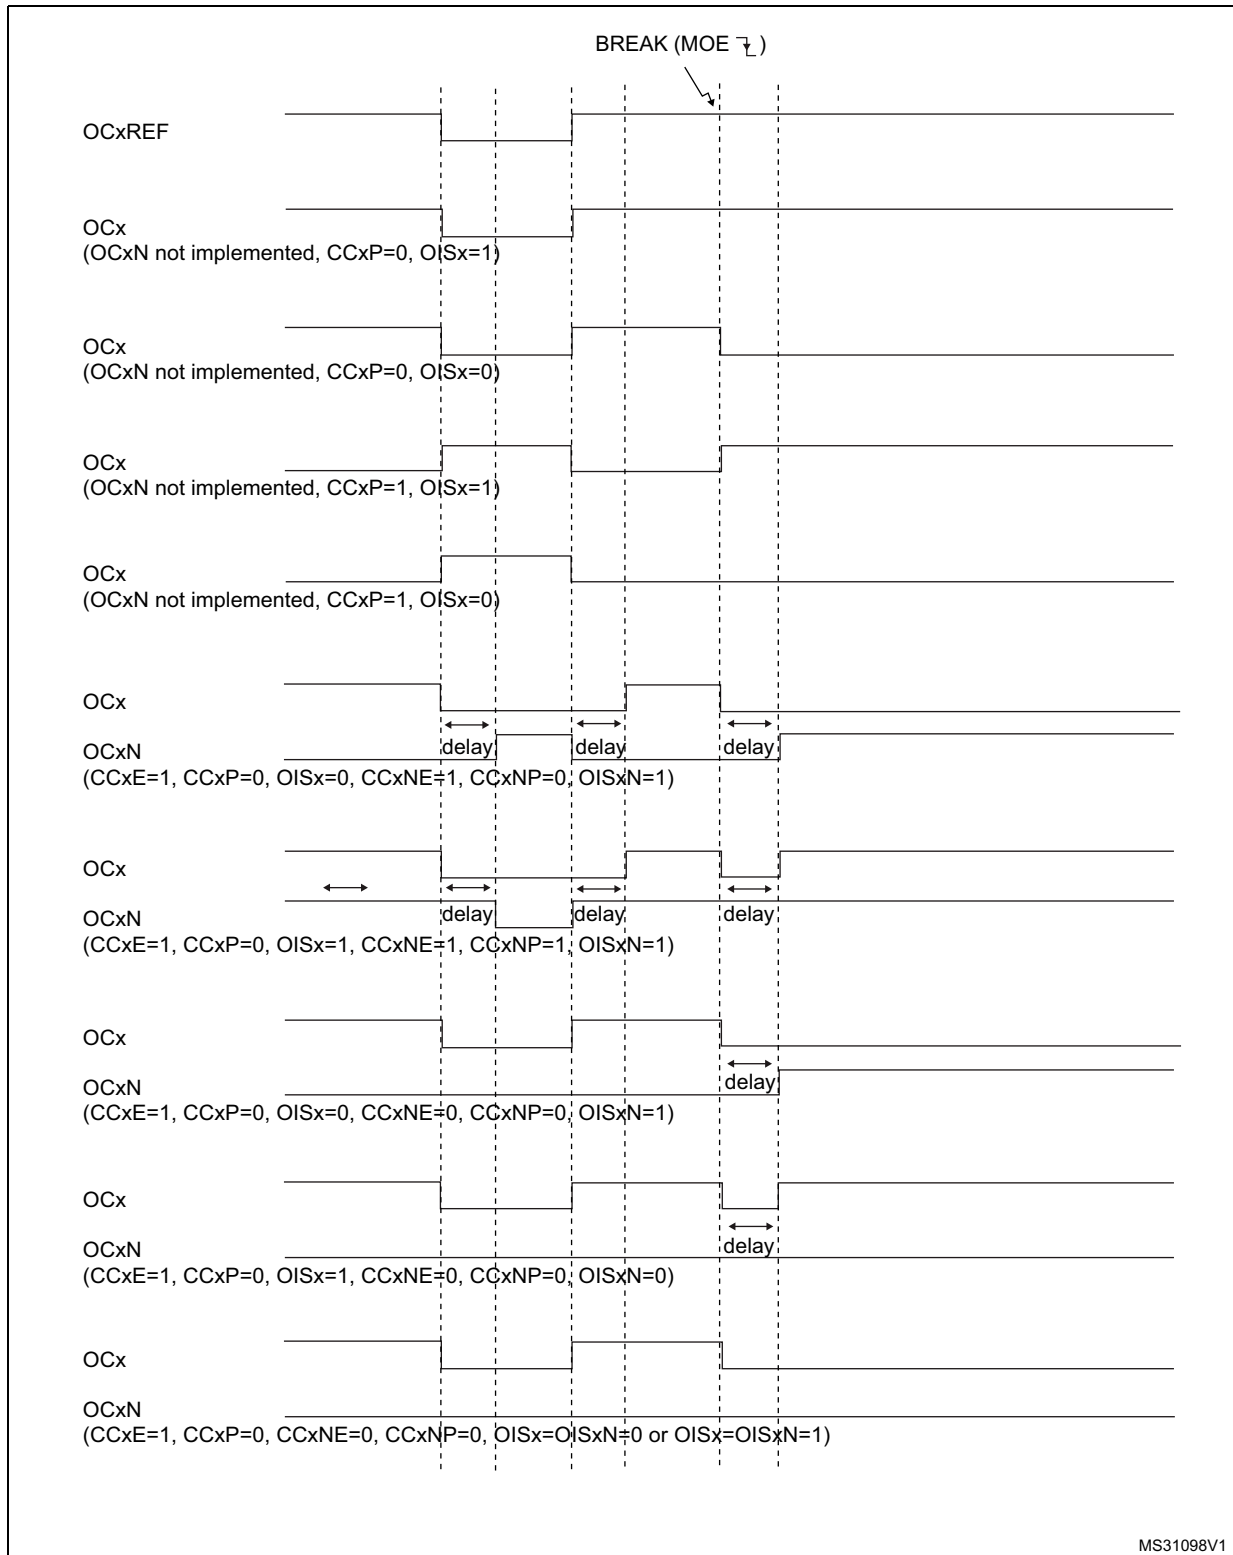 BREAK (MOE )
OCxREF
OCx
(OCxN not implemented, CCxP=0, OISx=1)
OCx
(OCxN not implemented, CCxP=0, OISx=0)
OCx
(OCxN not implemented, CCxP=1, OISx=1)
OCx
(OCxN not implemented, CCxP=1, OISx=0)
OCx
OCxN
delay
delay
delay
(CCxE=1, CCxP=0, OISx=0, CCxNE=1, CCxNP=0, OISxN=1)
OCx
OCxN
delay
delay
delay
(CCxE=1, CCxP=0, OISx=1, CCxNE=1, CCxNP=1, OISxN=1)
OCx
OCxN
delay
(CCxE=1, CCxP=0, OISx=0, CCxNE=0, CCxNP=0, OISxN=1)
OCx
OCxN
delay
(CCxE=1, CCxP=0, OISx=1, CCxNE=0, CCxNP=0, OISxN=0)
OCx
OCxN
(CCxE=1, CCxP=0, CCxNE=0, CCxNP=0, OISx=OISxN=0 or OISx=OISxN=1)
MS31098V1